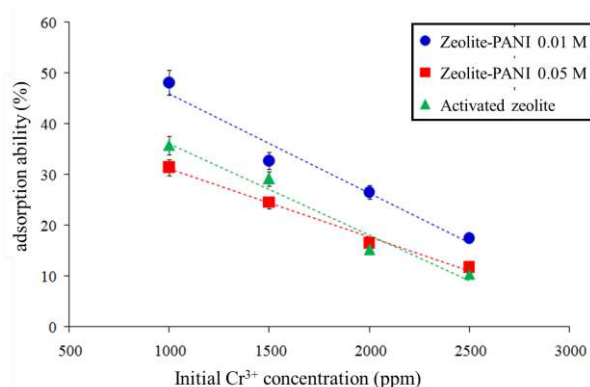 60
50
40
30
20
10
0
adsorption ability (%)
500
1000
1500
2000
2500
3000
Initial Cr³⁺ concentration (ppm)
Zeolite-PANI 0.01 M
Zeolite-PANI 0.05 M
Activated zeolite